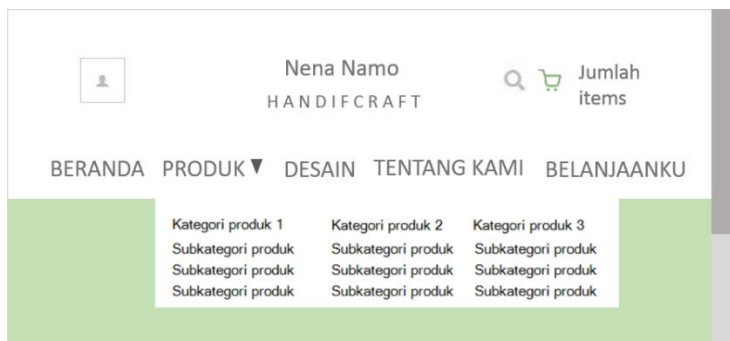 Nena Namo
HANDIFCRAFT
Jumlah
items
BERANDA PRODUK▼ DESAIN TENTANG KAMI BELANJAANKU
Kategori produk 1 Kategori produk 2 Kategori produk 3
Subkategori produk Subkategori produk Subkategori produk
Subkategori produk Subkategori produk Subkategori produk
Subkategori produk Subkategori produk Subkategori produk